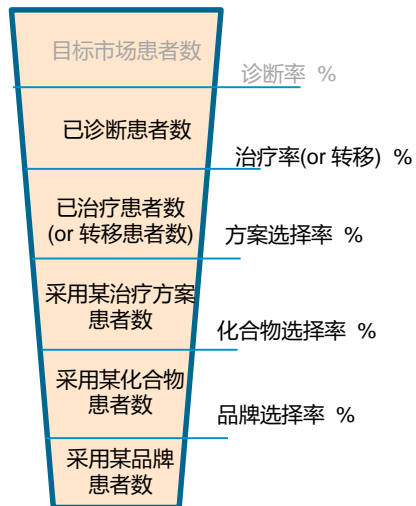 目标市场患者数
诊断率 %
已诊断患者数
治疗率(or 转移) %
已治疗患者数
(or 转移患者数)
方案选择率 %
采用某治疗方案
患者数
化合物选择率 %
采用某化合物
患者数
品牌选择率 %
采用某品牌
患者数